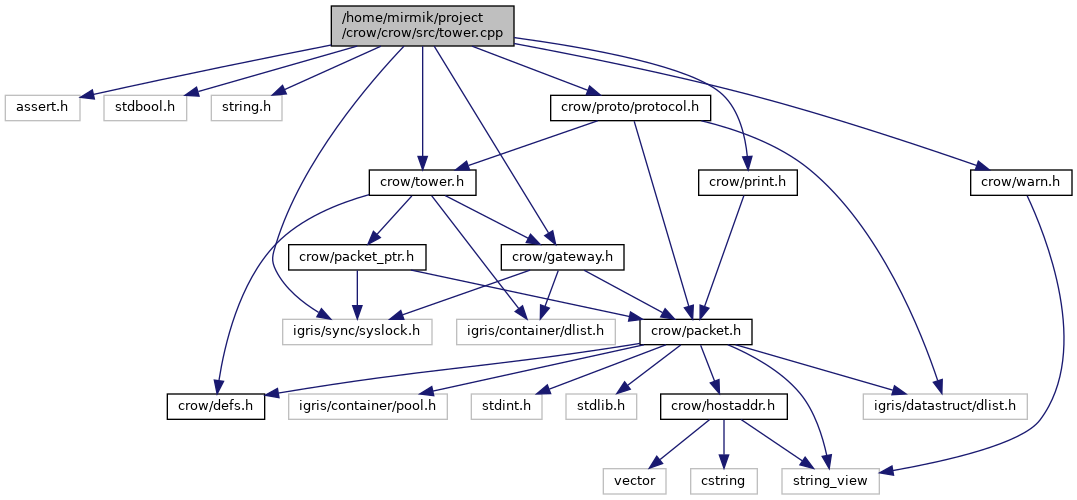 /home/mirmik/project
/crow/crow/src/tower.cpp
assert.h
stdbool.h
string.h
crow/proto/protocol.h
crow/tower.h
crow/print.h
crow/warn.h
crow/packet_ptr.h
crow/gateway.h
igris/sync/syslock.h
igris/container/dlist.h
crow/packet.h
crow/defs.h
igris/container/pool.h
stdint.h
stdlib.h
crow/hostaddr.h
igris/datastruct/dlist.h
vector
cstring
string_view